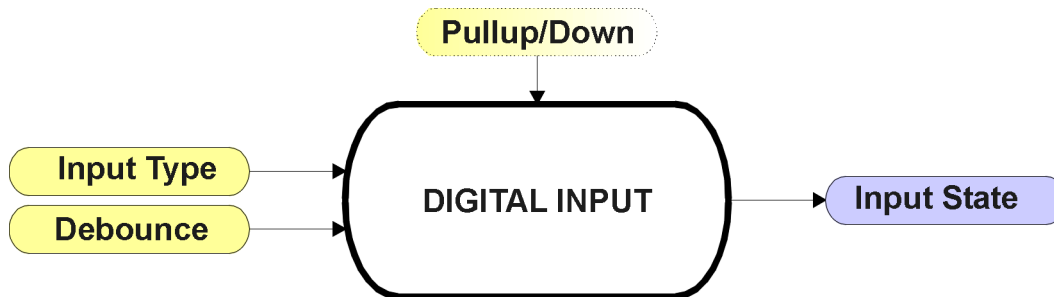 Pullup/Down
Input Type
DIGITAL INPUT
Input State
Debounce